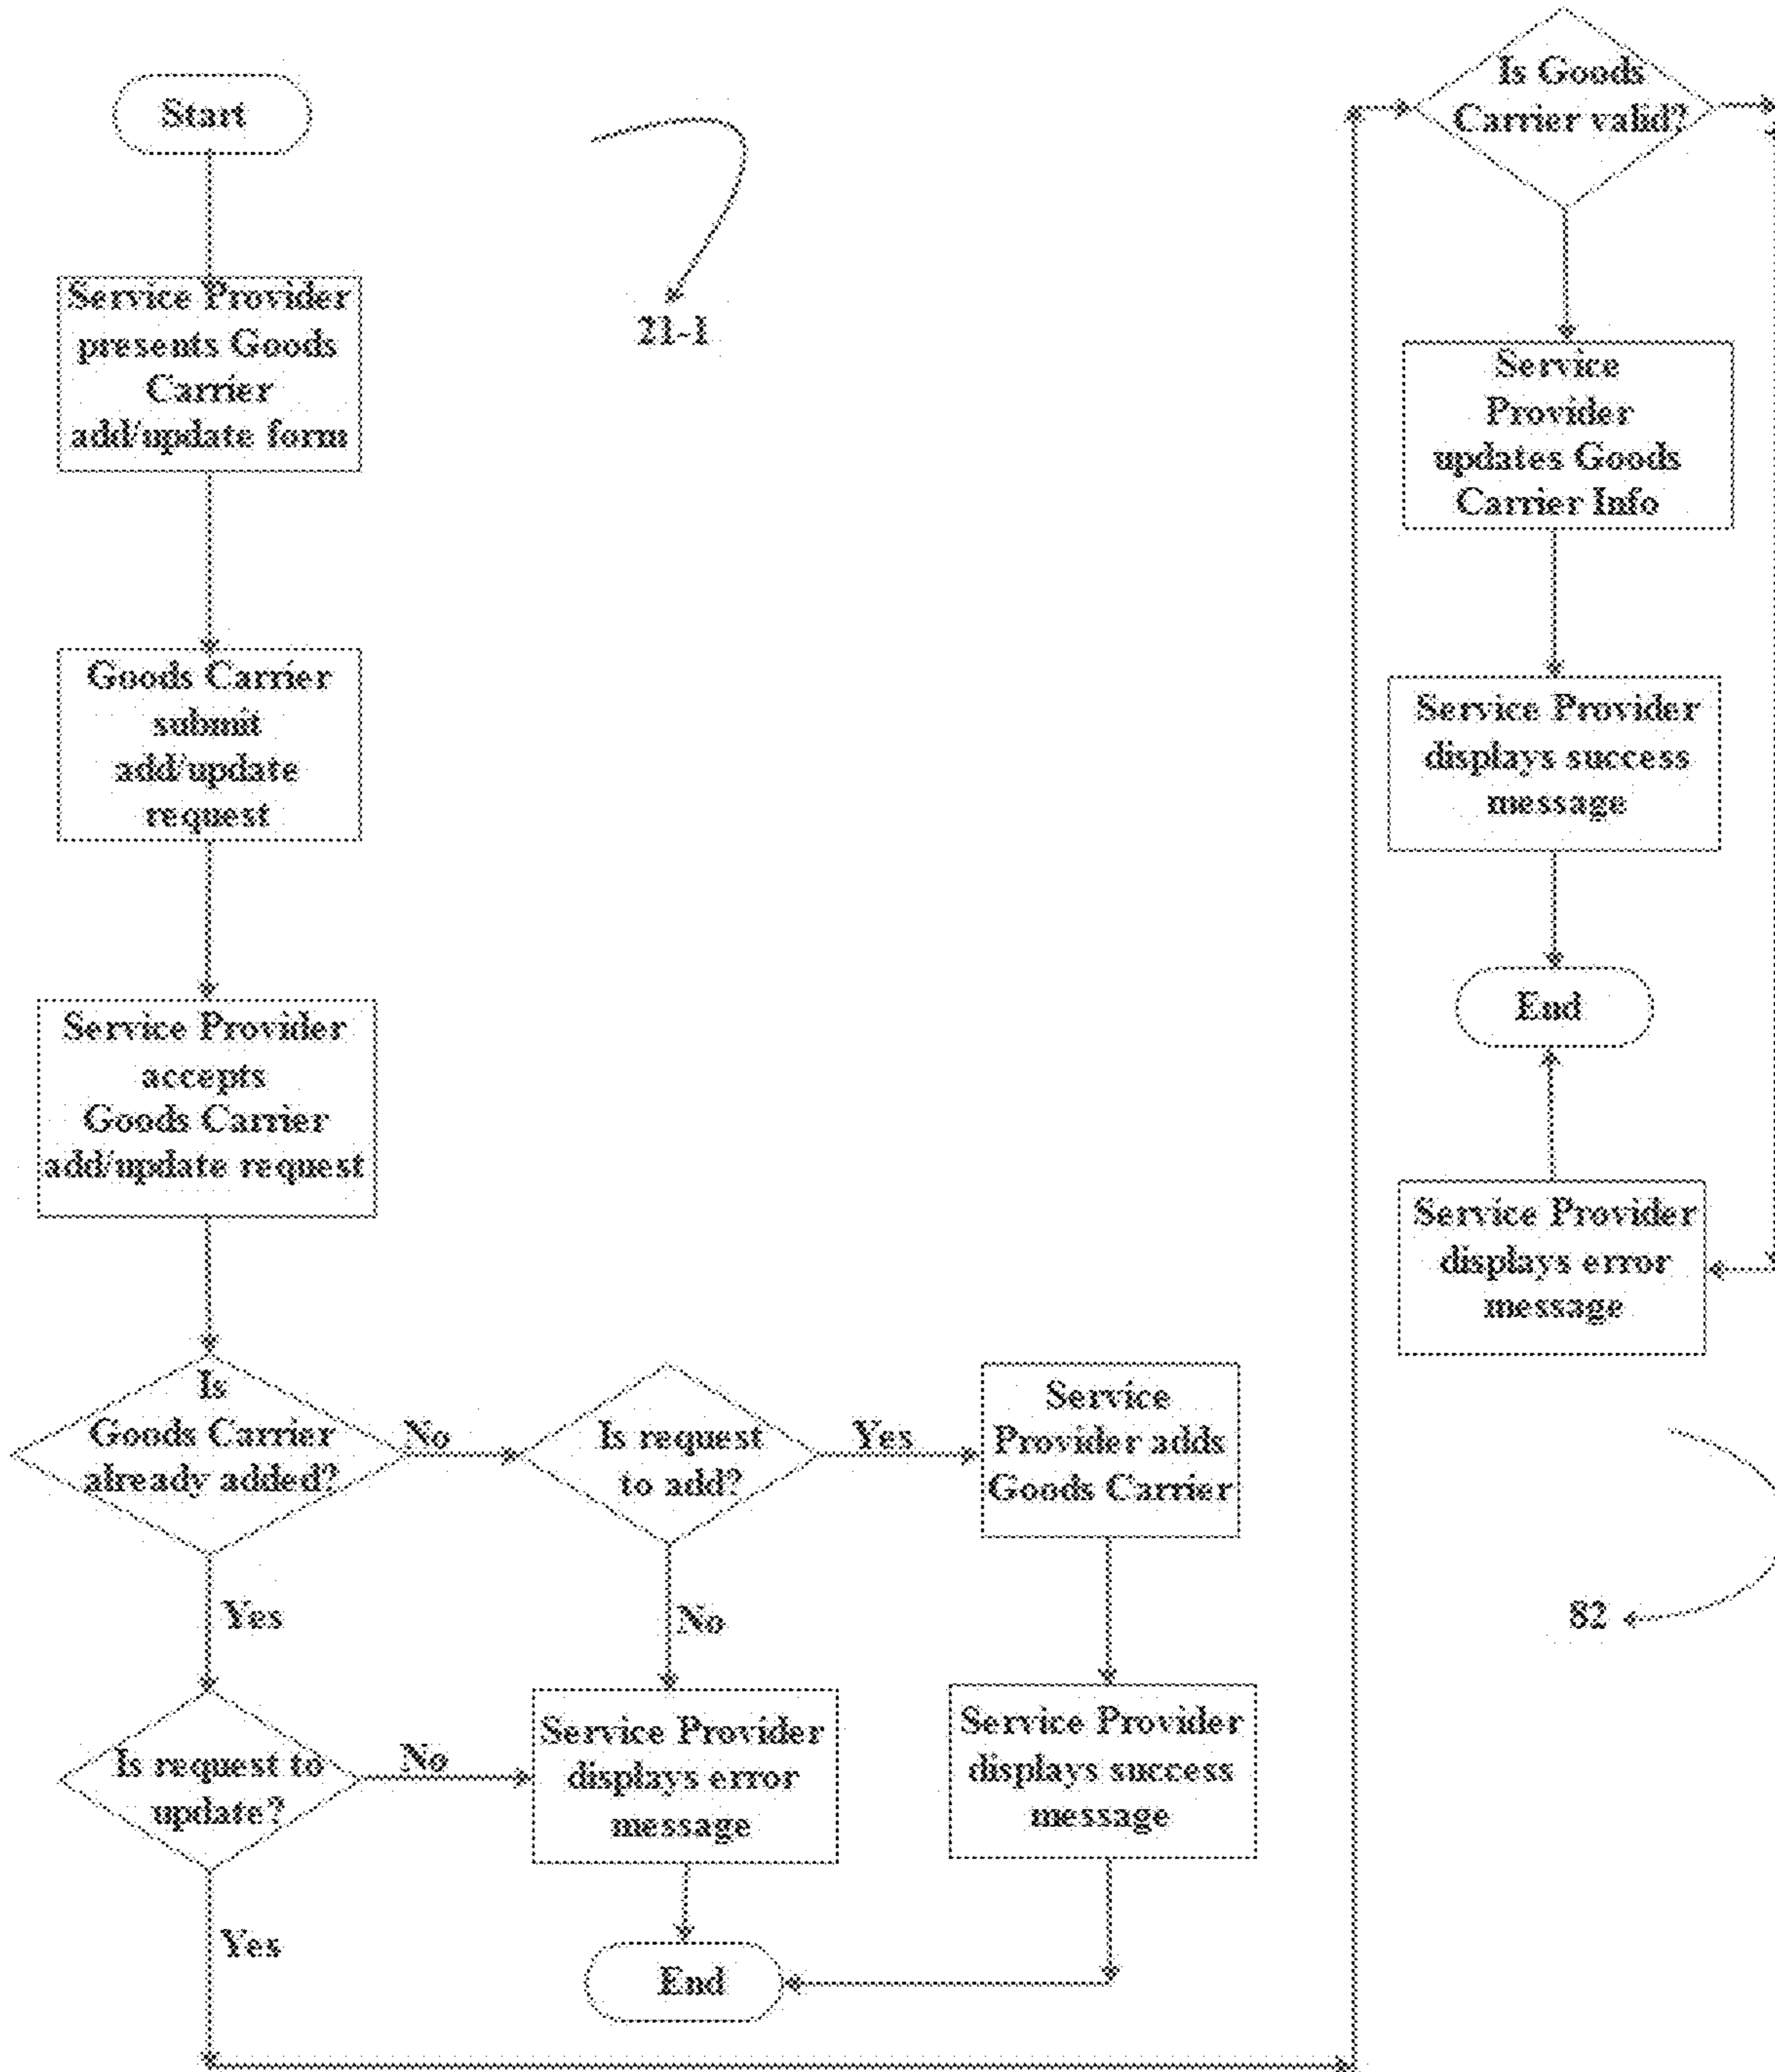 Start
21-1
Service Provider
presents Goods
Carrier
add/update form
Goods Carrier
submit
add/update
request
Service Provider
accepts
Goods Carrier
add/update request
Is
Goods Carrier
already added?
No
Is request
to add?
Yes
Service
Provider adds
Goods Carrier
Yes
No
Is request to
update?
No
Service Provider
displays error
message
Service Provider
displays success
message
Yes
End
Is Goods
Carrier valid?
Service
Provider
updates Goods
Carrier Info
Service Provider
displays success
message
End
Service Provider
displays error
message
82